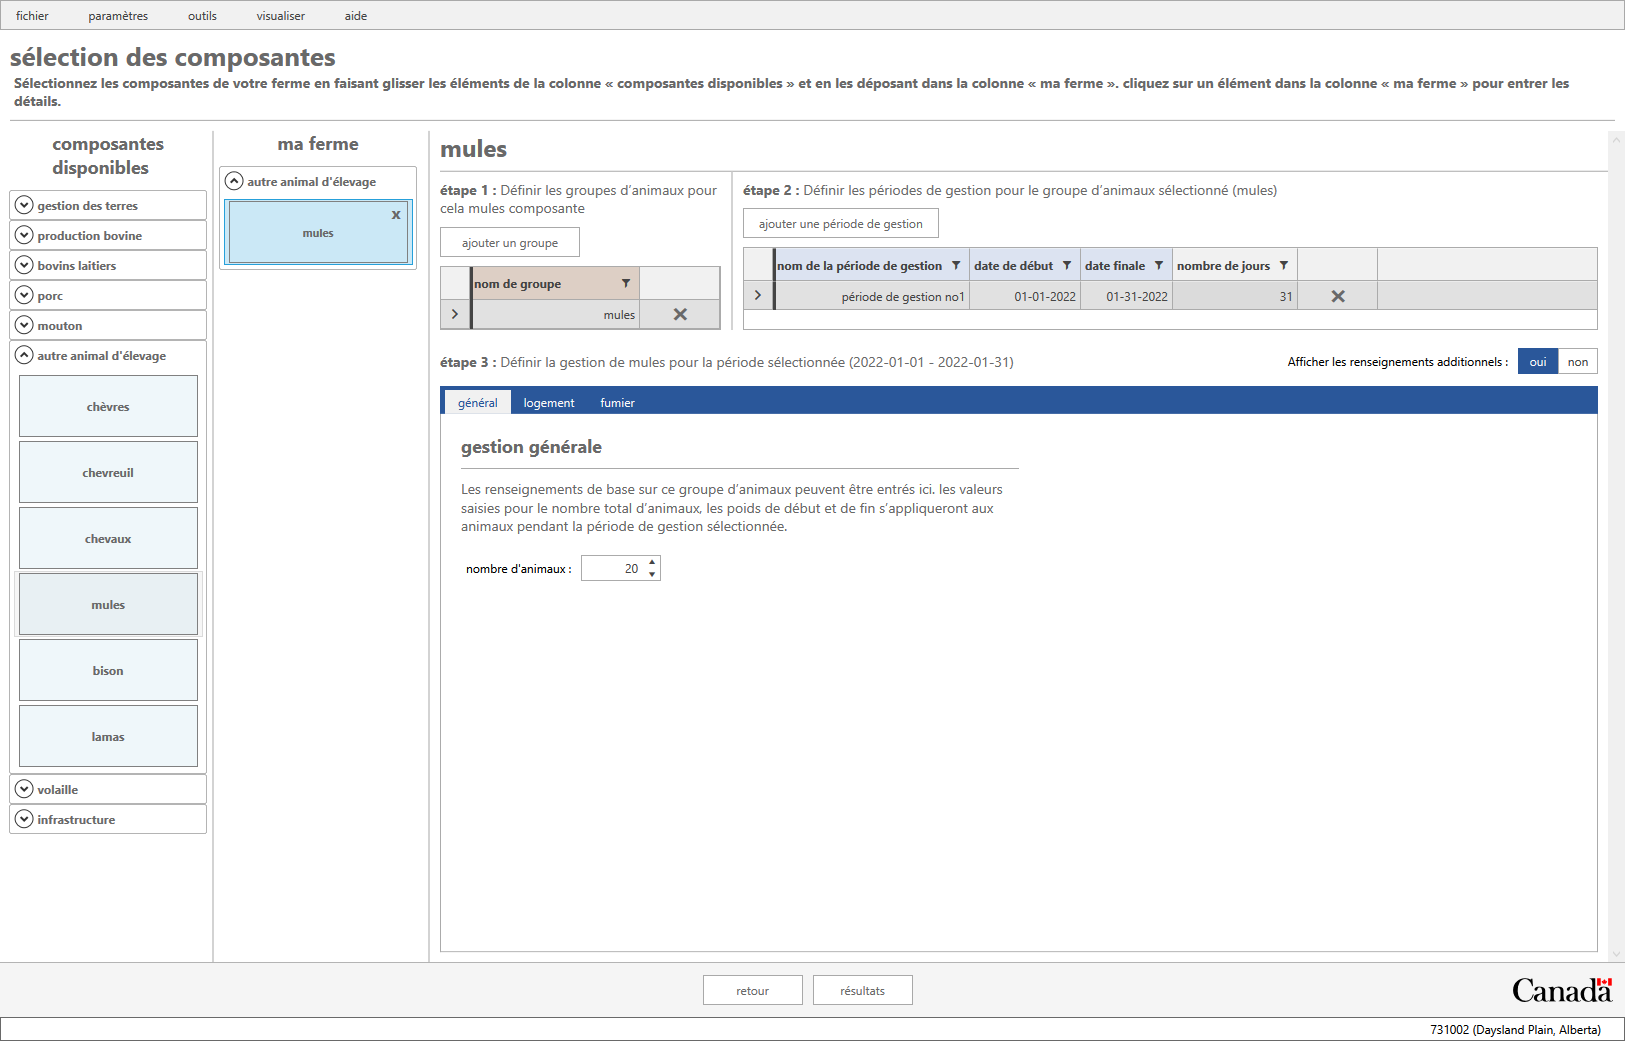 fichier paramètres outils visualiser aide
sélection des composantes
Sélectionnez les composantes de votre ferme en faisant glisser les éléments de la colonne « composantes disponibles » et en les déposant dans la colonne « ma ferme ». cliquez sur un élément dans la colonne « ma ferme » pour entrer les
détails.
composantes
disponibles
gestion des terres
production bovine
bovins laitiers
porc
mouton
autre animal d'élevage
chèvres
chevreuil
chevaux
mules
bison
lamas
volaille
infrastructure
ma ferme
autre animal d'élevage
x
mules
mules
étape 1 : Définir les groupes d'animaux pour
cela mules composante
ajouter un groupe
nom de groupe
mules
étape 2 : Définir les périodes de gestion pour le groupe d'animaux sélectionné (mules)
ajouter une période de gestion
nom de la période de gestion date de début date finale nombre de jours
période de gestion no1 01-01-2022 01-31-2022 31
étape 3 : Définir la gestion de mules pour la période sélectionnée (2022-01-01 - 2022-01-31)
Afficher les renseignements additionnels : oui non
général logement fumier
gestion générale
Les renseignements de base sur ce groupe d'animaux peuvent être entrés ici. les valeurs
saisies pour le nombre total d'animaux, les poids de début et de fin s'appliqueront aux
animaux pendant la période de gestion sélectionnée.
nombre d'animaux : 20
retour résultats
Canada
731002 (Daysland Plain, Alberta)